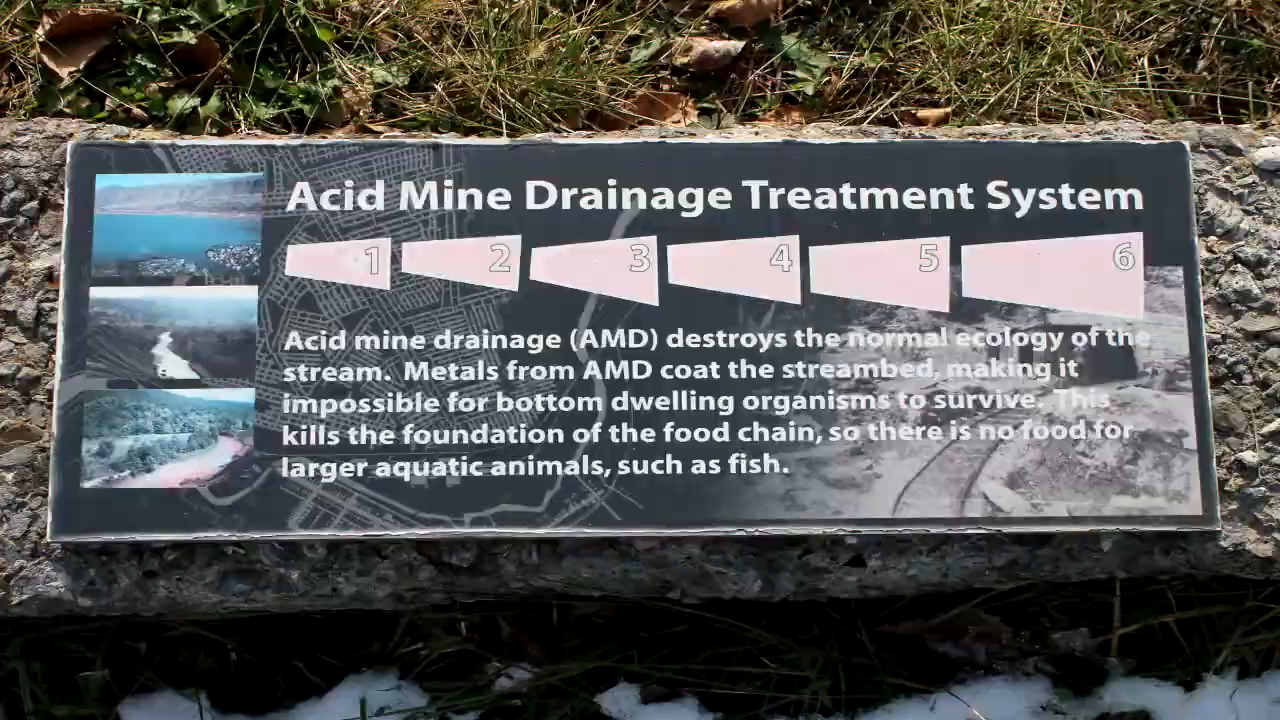 Acid Mine Drainage Treatment System
1 2 3 4 5 6
Acid mine drainage (AMD) destroys the normal ecology of the
stream. Metals from AMD coat the streambed, making it
impossible for bottom dwelling organisms to survive. This
kills the foundation of the food chain, so there is no food for
larger aquatic animals, such as fish.